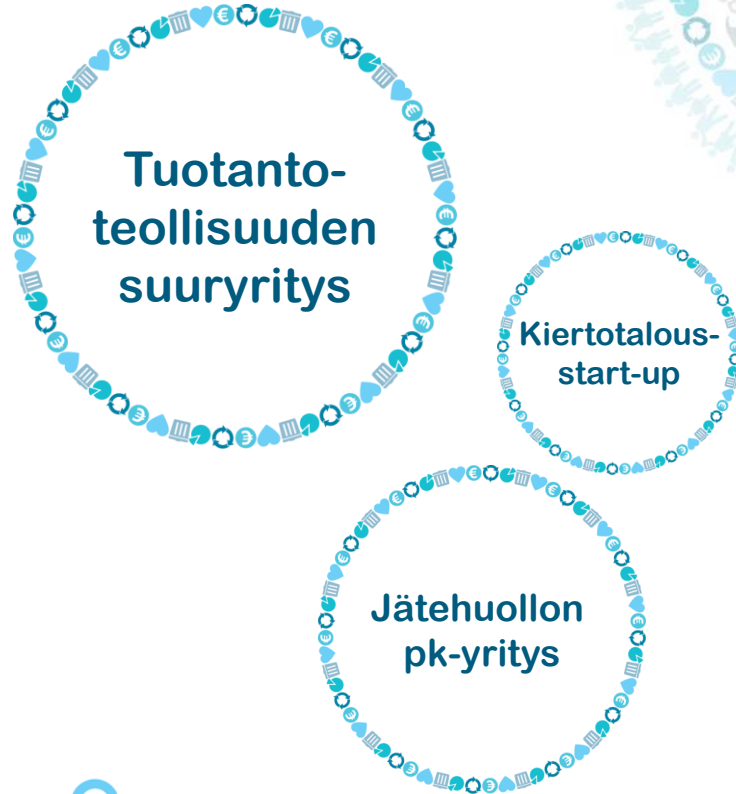 Tuotanto-
teollisuuden
suuryritys
Kiertotalous-
start-up
Jätehuollon
pk-yritys